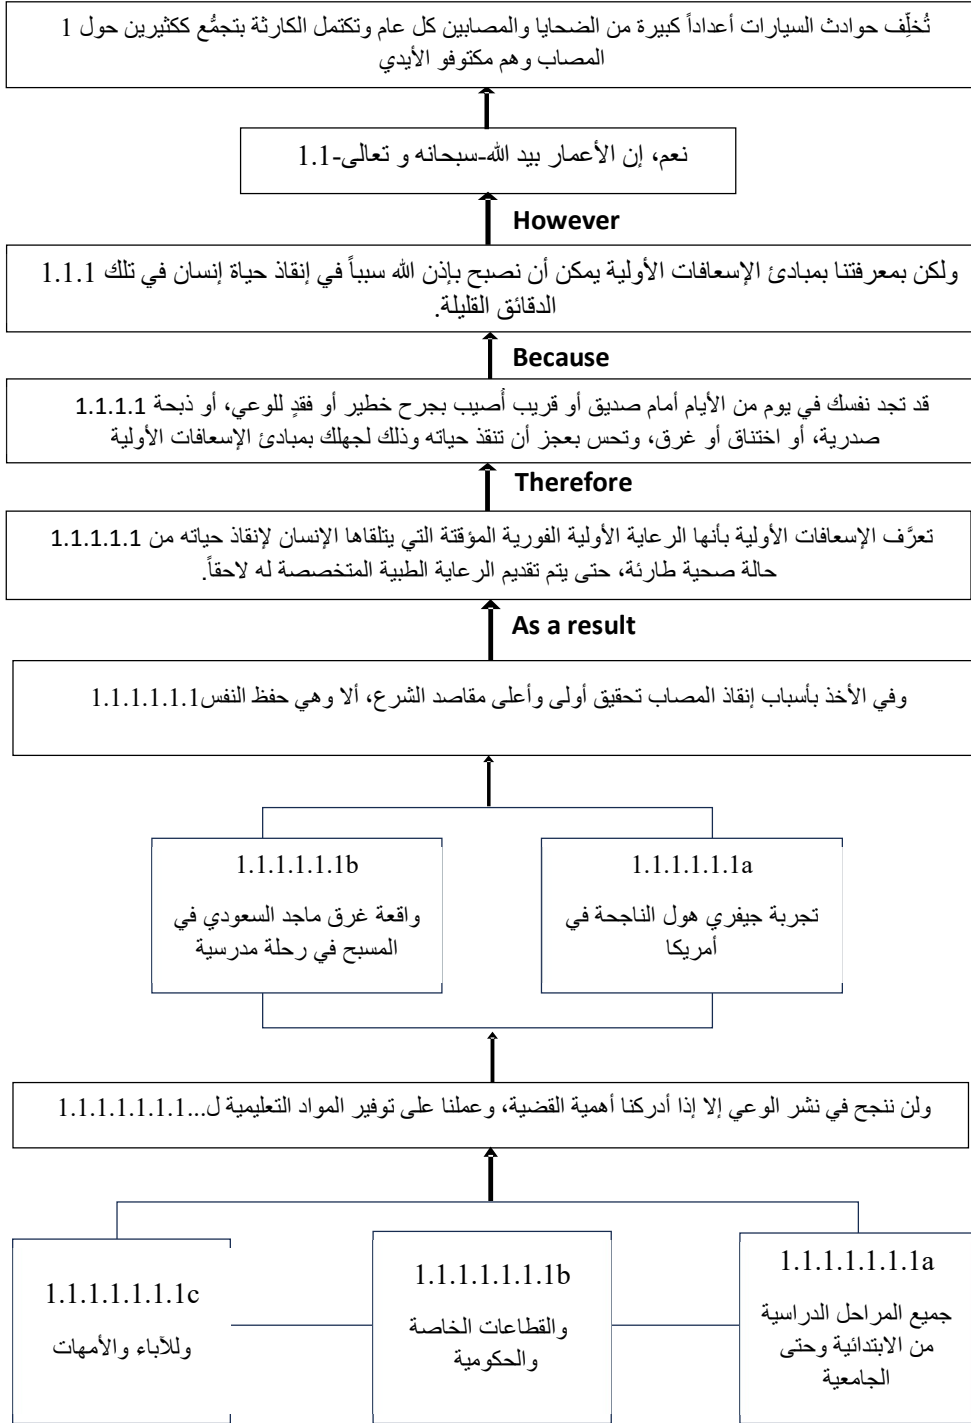 تُخلِّف حوادث السيارات أعداداً كبيرة من الضحايا والمصابين كل عام وتكتمل الكارثة بتجمُّع ككثيرين حول 1
المصاب وهم مكتوفو الأيدي
نعم، إن الأعمار بيد الله-سبحانه و تعالى-1.1
However
ولكن بمعرفتنا بمبادئ الإسعافات الأولية يمكن أن نصبح بإذن الله سبباً في إنقاذ حياة إنسان في تلك 1.1.1
الدقائق القليلة.
Because
قد تجد نفسك في يوم من الأيام أمام صديق أو قريب أُصيب بجرح خطير أو فقدٍ للوعي، أو ذبحة 1.1.1.1
صدرية، أو اختناق أو غرق، وتحس بعجز أن تنقذ حياته وذلك لجهلك بمبادئ الإسعافات الأولية
Therefore
تعرَّف الإسعافات الأولية بأنها الرعاية الأولية الفورية المؤقتة التي يتلقاها الإنسان لإنقاذ حياته من 1.1.1.1.1
حالة صحية طارئة، حتى يتم تقديم الرعاية الطبية المتخصصة له لاحقاً.
As a result
وفي الأخذ بأسباب إنقاذ المصاب تحقيق أولى وأعلى مقاصد الشرع، ألا وهي حفظ النفس1.1.1.1.1.1
1.1.1.1.1.1a
تجربة جيفري هول الناجحة في
أمريكا
1.1.1.1.1.1b
واقعة غرق ماجد السعودي في
المسبح في رحلة مدرسية
ولن ننجح في نشر الوعي إلا إذا أدركنا أهمية القضية، وعملنا على توفير المواد التعليمية ل...1.1.1.1.1.1.1
1.1.1.1.1.1.1a
جميع المراحل الدراسية
من الابتدائية وحتى
الجامعية
1.1.1.1.1.1.1b
والقطاعات الخاصة
والحكومية
1.1.1.1.1.1.1c
وللآباء والأمهات